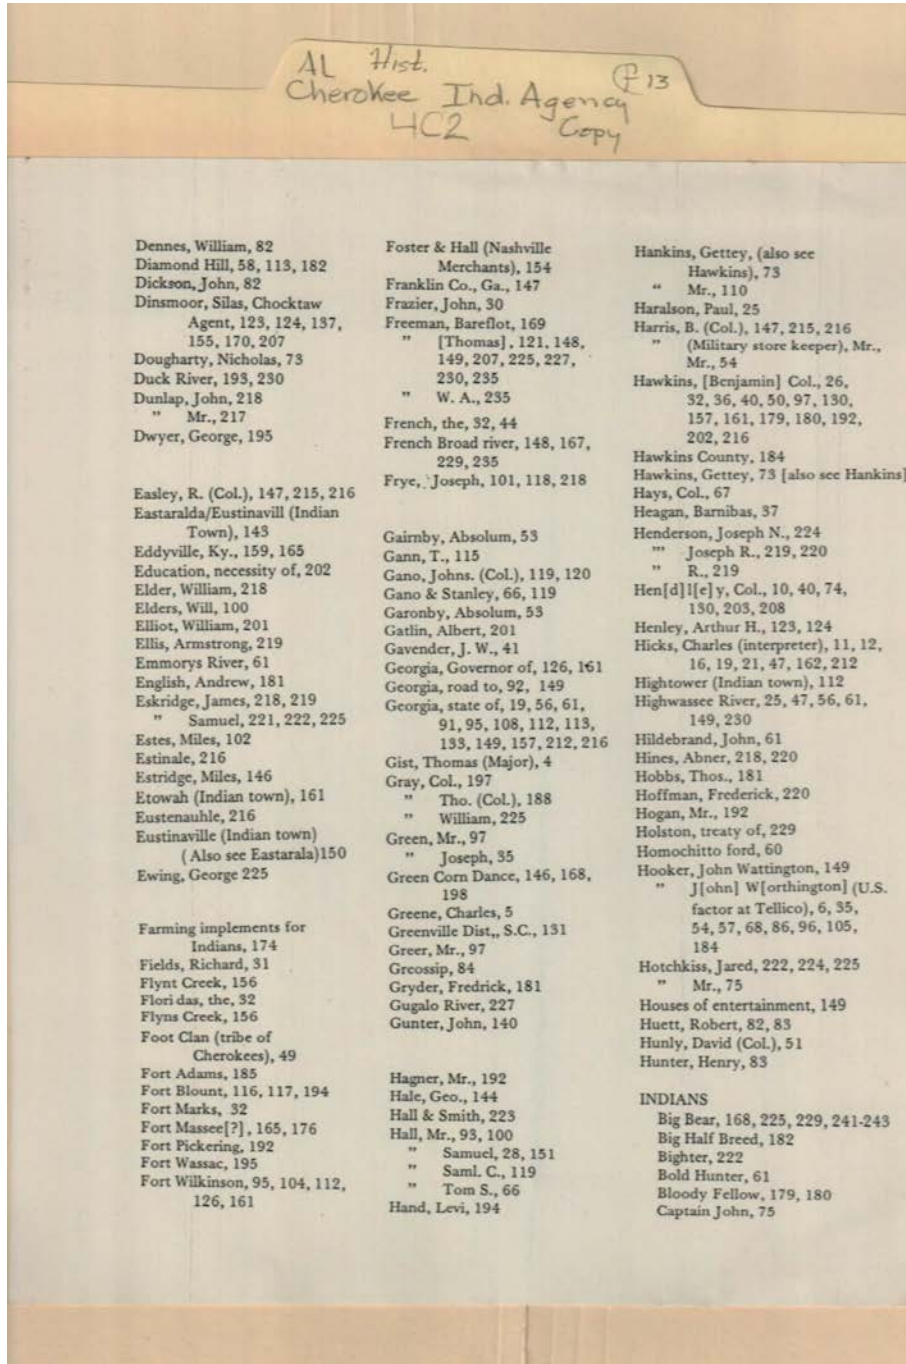 AL Hist.
Cherokee Ind. Agency
4C2 Copy
F 13
Dennes, William, 82
Diamond Hill, 58, 113, 182
Dickson, John, 82
Dinsmoor, Silas, Chocktaw
Agent, 123, 124, 137,
155, 170, 207
Dougharty, Nicholas, 73
Duck River, 193, 230
Dunlap, John, 218
" Mr., 217
Dwyer, George, 195
Easley, R. (Col.), 147, 215, 216
Eastaralda/Eustinavill (Indian
Town), 143
Eddyville, Ky., 159, 165
Education, necessity of, 202
Elder, William, 218
Elders, Will, 100
Elliot, William, 201
Ellis, Armstrong, 219
Emmorys River, 61
English, Andrew, 181
Eskridge, James, 218, 219
" Samuel, 221, 222, 225
Estes, Miles, 102
Estinale, 216
Estridge, Miles, 146
Etowah (Indian town), 161
Eustenauhle, 216
Eustinaville (Indian town)
( Also see Eastarala)150
Ewing, George 225
Farming implements for
Indians, 174
Fields, Richard, 31
Flynt Creek, 156
Flori das, the, 32
Flyns Creek, 156
Foot Clan (tribe of
Cherokees), 49
Fort Adams, 185
Fort Blount, 116, 117, 194
Fort Marks, 32
Fort Massee[?], 165, 176
Fort Pickering, 192
Fort Wassac, 195
Fort Wilkinson, 95, 104, 112,
126, 161
Foster & Hall (Nashville
Merchants), 154
Franklin Co., Ga., 147
Frazier, John, 30
Freeman, Bareflot, 169
" [Thomas], 121, 148,
149, 207, 225, 227,
230, 235
" W. A., 235
French, the, 32, 44
French Broad river, 148, 167,
229, 235
Frye, Joseph, 101, 118, 218
Gairnby, Absolum, 53
Gann, T., 115
Gano, Johns. (Col.), 119, 120
Gano & Stanley, 66, 119
Garonby, Absolum, 53
Gatlin, Albert, 201
Gavender, J. W., 41
Georgia, Governor of, 126, 161
Georgia, road to, 92, 149
Georgia, state of, 19, 56, 61,
91, 95, 108, 112, 113,
133, 149, 157, 212, 216
Gist, Thomas (Major), 4
Gray, Col., 197
" Tho. (Col.), 188
" William, 225
Green, Mr., 97
" Joseph, 35
Green Corn Dance, 146, 168,
198
Greene, Charles, 5
Greenville Dist,, S.C., 131
Greer, Mr., 97
Greossip, 84
Gryder, Fredrick, 181
Gugalo River, 227
Gunter, John, 140
Hagner, Mr., 192
Hale, Geo., 144
Hall & Smith, 223
Hall, Mr., 93, 100
" Samuel, 28, 151
" Saml. C., 119
" Tom S., 66
Hand, Levi, 194
Hankins, Gettey, (also see
Hawkins), 73
" Mr., 110
Haralson, Paul, 25
Harris, B. (Col.), 147, 215, 216
" (Military store keeper), Mr.,
Mr., 54
Hawkins, [Benjamin] Col., 26,
32, 36, 40, 50, 97, 130,
157, 161, 179, 180, 192,
202, 216
Hawkins County, 184
Hawkins, Gettey, 73 [also see Hankins]
Hays, Col., 67
Heagan, Barnibas, 37
Henderson, Joseph N., 224
"' Joseph R., 219, 220
" R., 219
Hen[d]l[e]y, Col., 10, 40, 74,
130, 203, 208
Henley, Arthur H., 123, 124
Hicks, Charles (interpreter), 11, 12,
16, 19, 21, 47, 162, 212
Hightower (Indian town), 112
Highwassee River, 25, 47, 56, 61,
149, 230
Hildebrand, John, 61
Hines, Abner, 218, 220
Hobbs, Thos., 181
Hoffman, Frederick, 220
Hogan, Mr., 192
Holston, treaty of, 229
Homochitto ford, 60
Hooker, John Wattington, 149
" J[ohn] W[orthington] (U.S.
factor at Tellico), 6, 35,
54, 57, 68, 86, 96, 105,
184
Hotchkiss, Jared, 222, 224, 225
" Mr., 75
Houses of entertainment, 149
Huett, Robert, 82, 83
Hunly, David (Col.), 51
Hunter, Henry, 83
INDIANS
Big Bear, 168, 225, 229, 241-243
Big Half Breed, 182
Bighter, 222
Bold Hunter, 61
Bloody Fellow, 179, 180
Captain John, 75